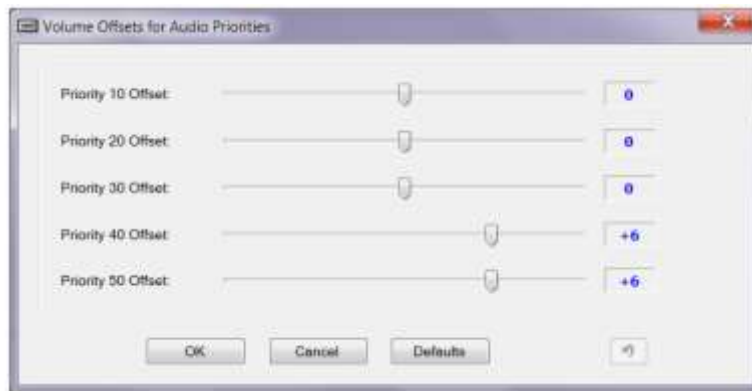 Volume Offsets for Audio Priorities
Priority 10 Offset: 0
Priority 20 Offset: 0
Priority 30 Offset: 0
Priority 40 Offset: +6
Priority 50 Offset: +6
OK Cancel Defaults